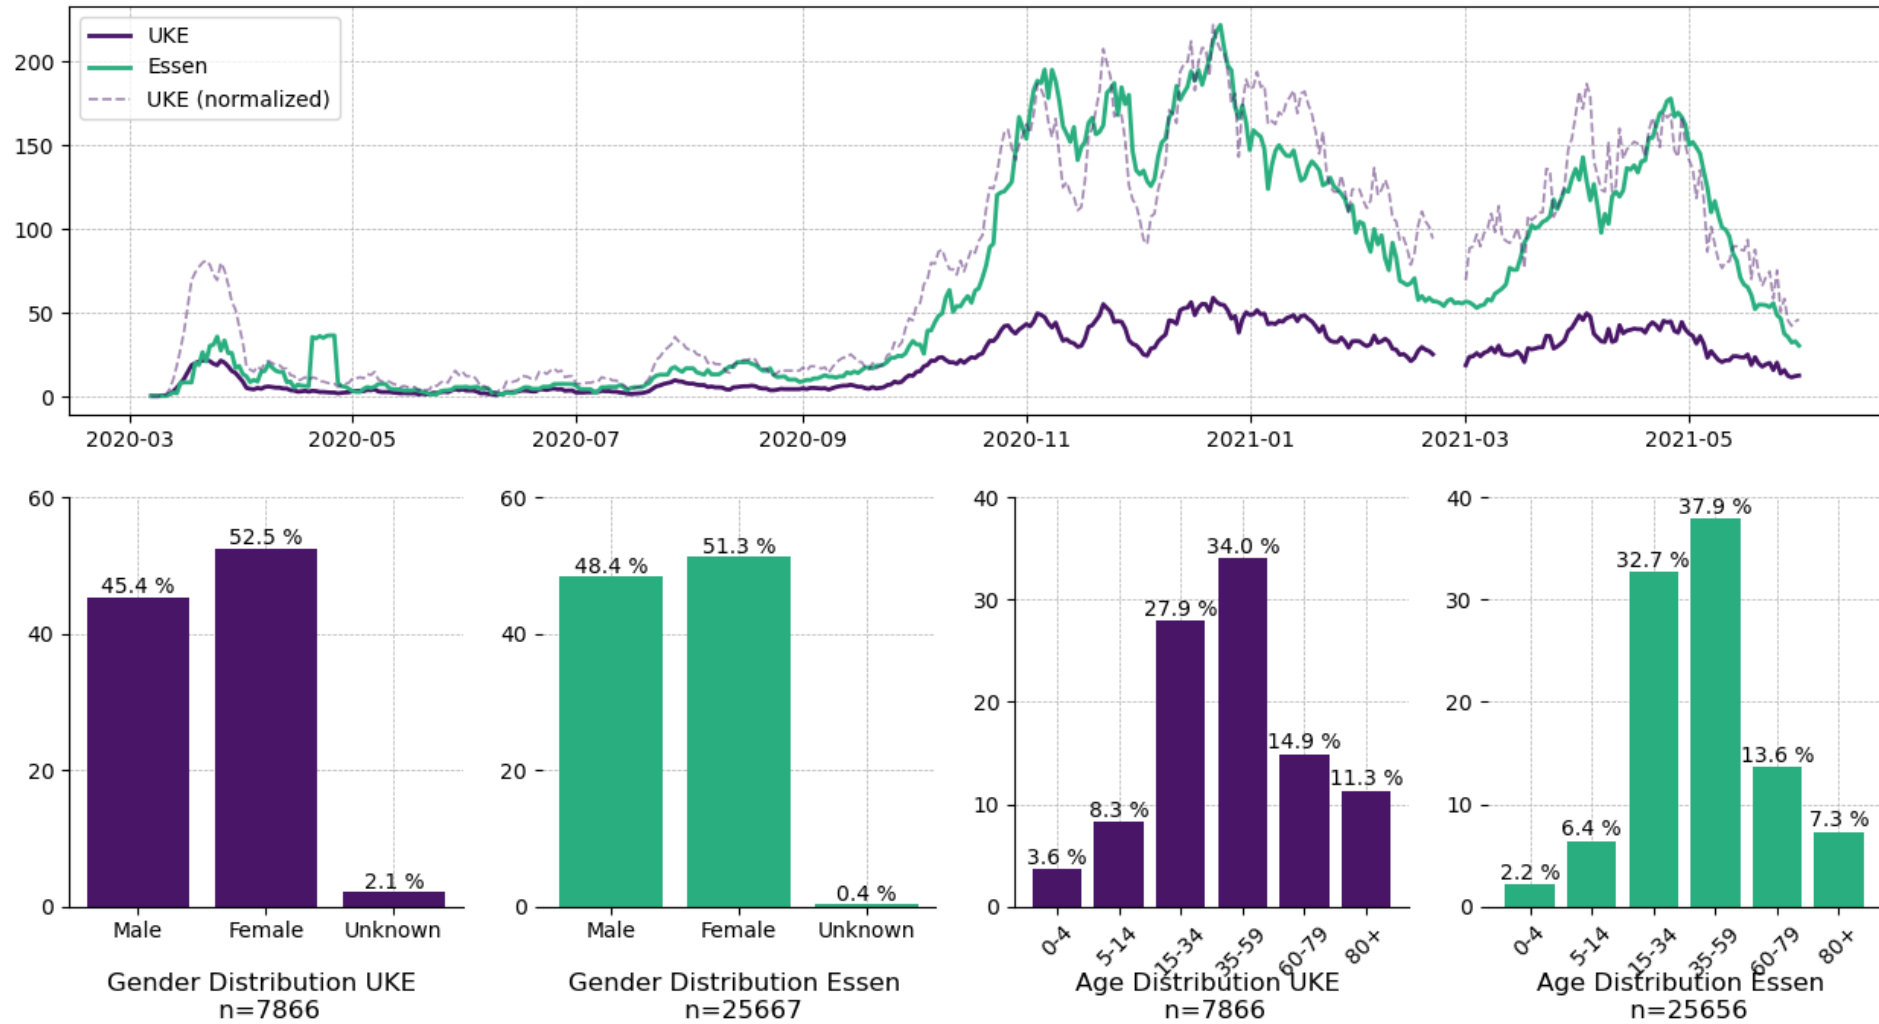 UKE
Essen
UKE (normalized)
200
150
100
50
0
2020-03 2020-05 2020-07 2020-09 2020-11 2021-01 2021-03 2021-05
60
40
20
0
45.4 %
52.5 %
2.1 %
Male Female Unknown
Gender Distribution UKE
n=7866
60
40
20
0
48.4 %
51.3 %
0.4 %
Male Female Unknown
Gender Distribution Essen
n=25667
40
30
20
10
0
3.6 %
8.3 %
27.9 %
34.0 %
14.9 %
11.3 %
0-4 5-14 15-34 35-59 60-79 80+
Age Distribution UKE
n=7866
40
30
20
10
0
2.2 %
6.4 %
32.7 %
37.9 %
13.6 %
7.3 %
0-4 5-14 15-34 35-59 60-79 80+
Age Distribution Essen
n=25656